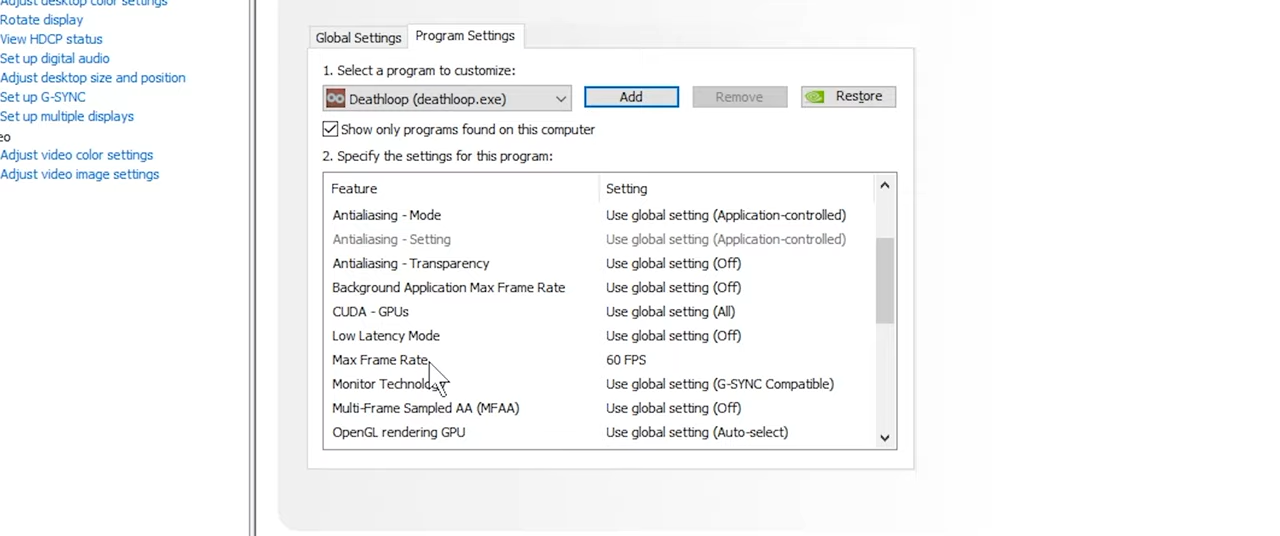 Adjust desktop color settings
Rotate display
View HDCP status
Set up digital audio
Adjust desktop size and position
Set up G-SYNC
Set up multiple displays
eo
Adjust video color settings
Adjust video image settings
Global Settings
Program Settings
1. Select a program to customize:
Deathloop (deathloop.exe)
Add
Remove
Restore
Show only programs found on this computer
2. Specify the settings for this program:
Feature Setting
Antialiasing - Mode Use global setting (Application-controlled)
Antialiasing - Setting Use global setting (Application-controlled)
Antialiasing - Transparency Use global setting (Off)
Background Application Max Frame Rate Use global setting (Off)
CUDA - GPUs Use global setting (All)
Low Latency Mode Use global setting (Off)
Max Frame Rate 60 FPS
Monitor Technology Use global setting (G-SYNC Compatible)
Multi-Frame Sampled AA (MFAA) Use global setting (Off)
OpenGL rendering GPU Use global setting (Auto-select)